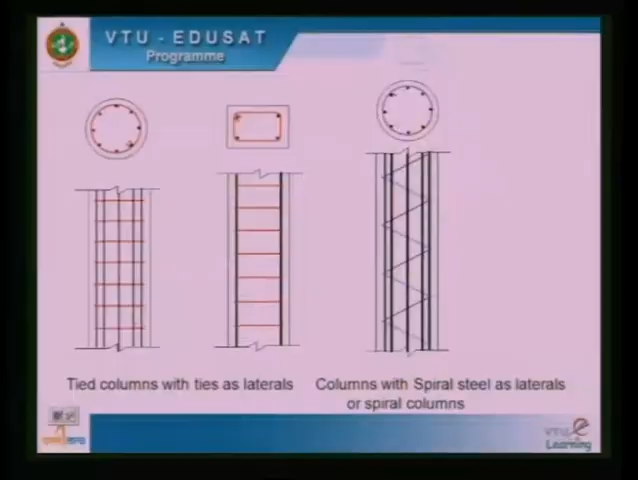 VTU - EDUSAT
Programme
Tied columns with ties as laterals
Columns with Spiral steel as laterals
or spiral columns
VTU e
Learning